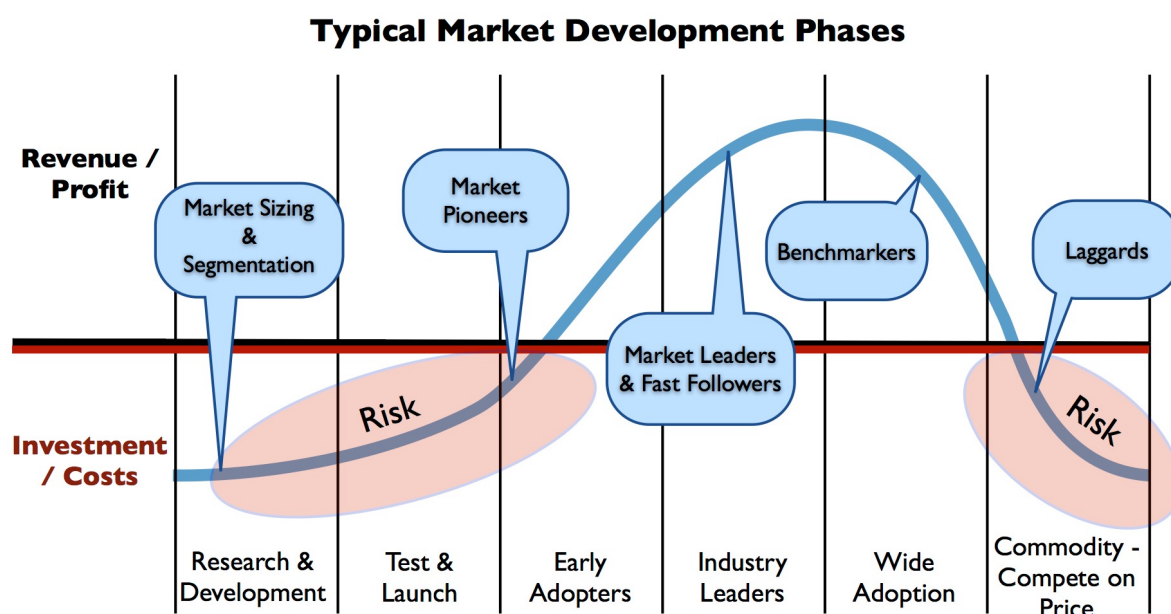 Typical Market Development Phases
Revenue /
Profit
Market Sizing
&
Segmentation
Market
Pioneers
Benchmarkers
Laggards
Market Leaders
& Fast Followers
Risk
Risk
Investment
/ Costs
Research &
Development
Test &
Launch
Early
Adopters
Industry
Leaders
Wide
Adoption
Commodity -
Compete on
Price